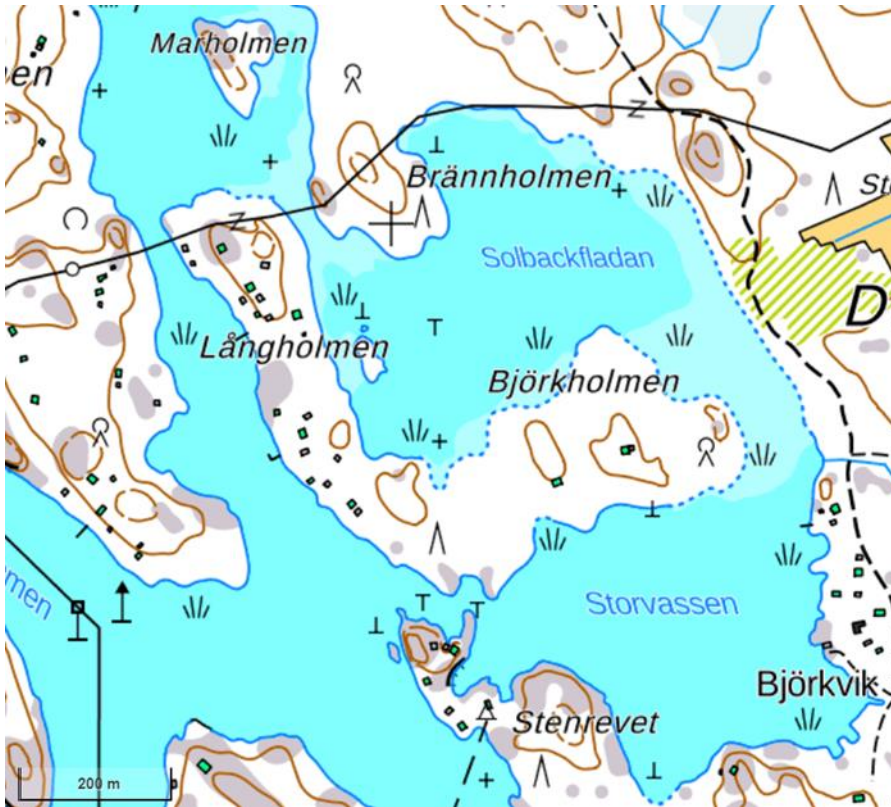 Marholmen
en
Brännholmen
St
Solbackfladan
D
Långholmen
Björkholmen
men
Storvassen
Björkvik
Stenrevet
200 m